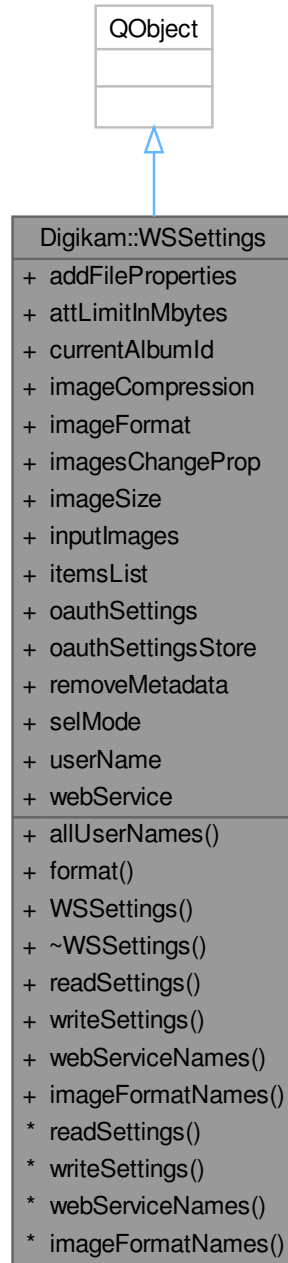 QObject
Digikam::WSSettings
+ addFileProperties
+ attLimitInMbytes
+ currentAlbumId
+ imageCompression
+ imageFormat
+ imagesChangeProp
+ imageSize
+ inputImages
+ itemsList
+ oauthSettings
+ oauthSettingsStore
+ removeMetadata
+ selMode
+ userName
+ webService
+ allUserNames()
+ format()
+ WSSettings()
+ ~WSSettings()
+ readSettings()
+ writeSettings()
+ webServiceNames()
+ imageFormatNames()
* readSettings()
* writeSettings()
* webServiceNames()
* imageFormatNames()